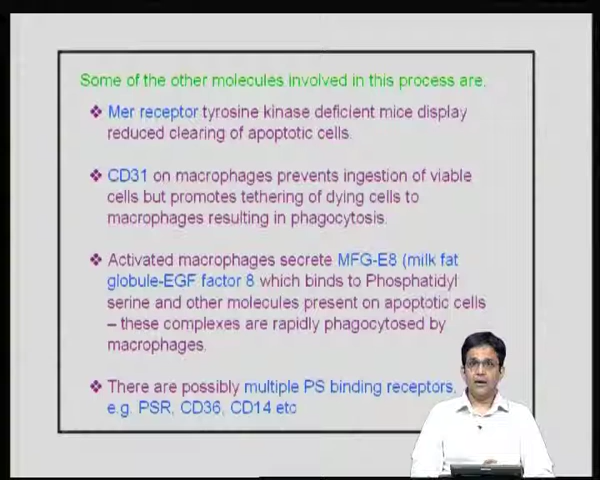 Some of the other molecules involved in this process are.
❖ Mer receptor tyrosine kinase deficient mice display
reduced clearing of apoptotic cells.
❖ CD31 on macrophages prevents ingestion of viable
cells but promotes tethering of dying cells to
macrophages resulting in phagocytosis.
❖ Activated macrophages secrete MFG-E8 (milk fat
globule-EGF factor 8 which binds to Phosphatidyl
serine and other molecules present on apoptotic cells
– these complexes are rapidly phagocytosed by
macrophages.
❖ There are possibly multiple PS binding receptors,
e.g. PSR, CD36, CD14 etc